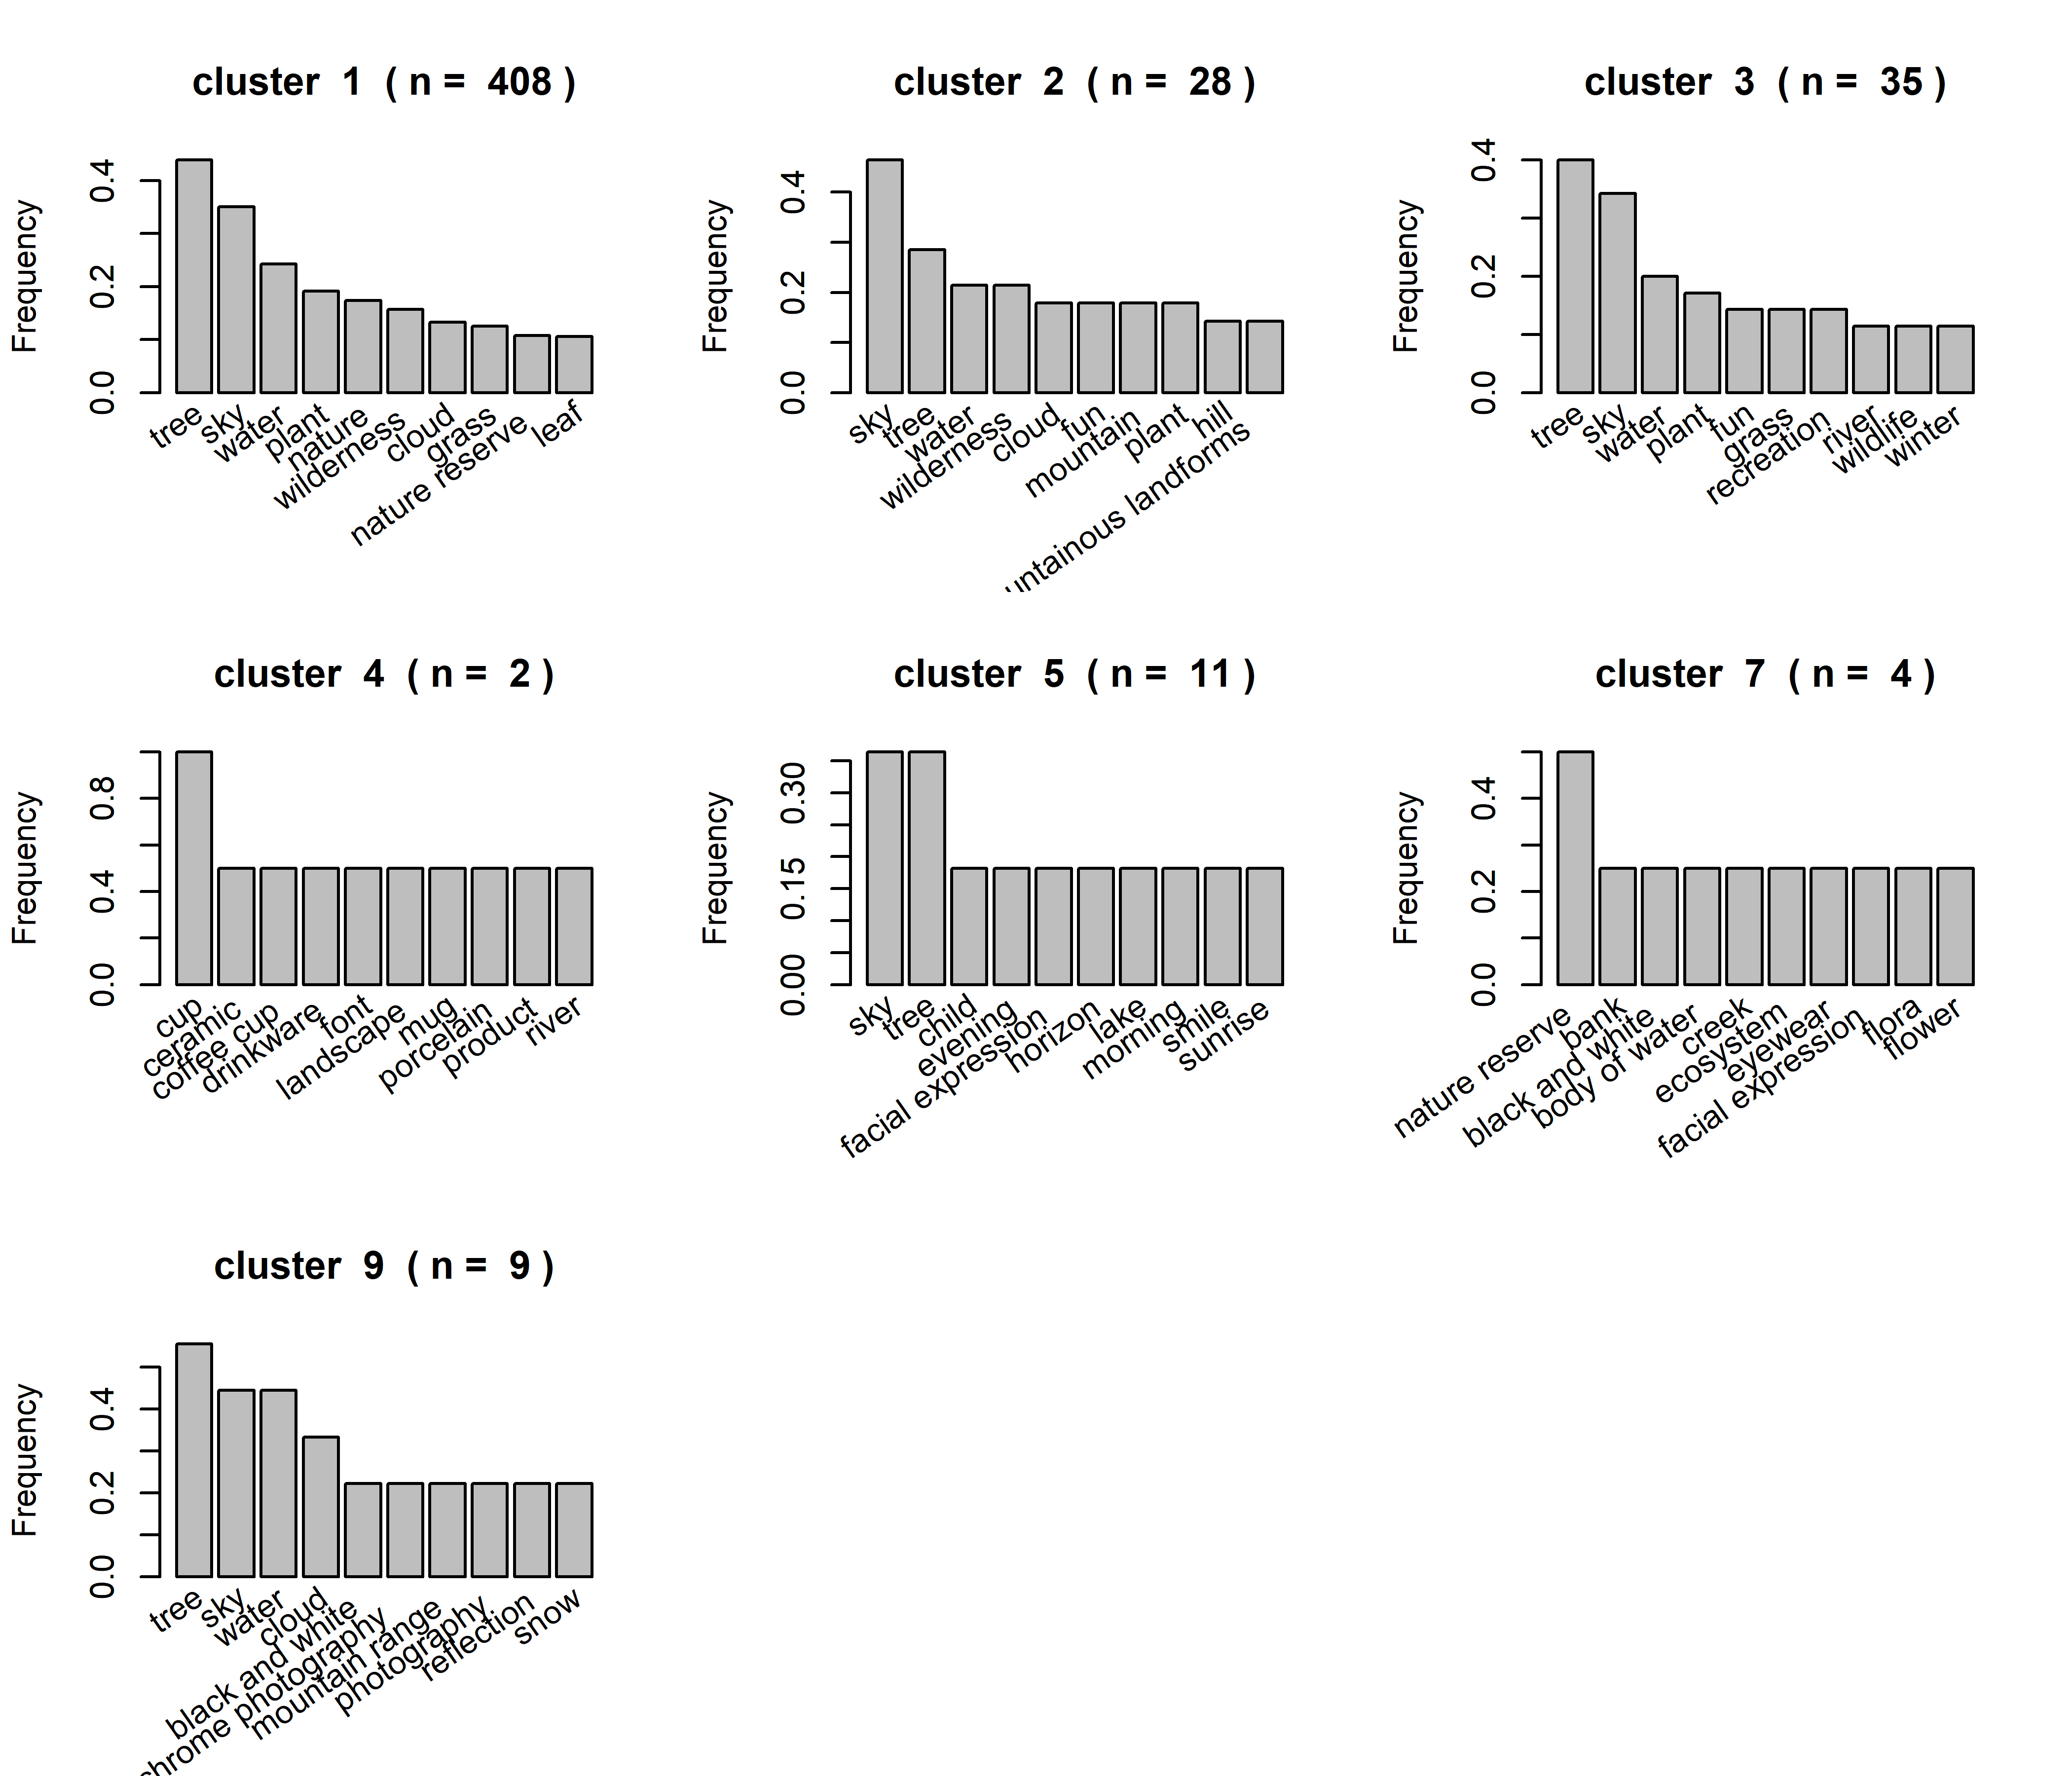 cluster 1 ( n = 408 )
Frequency
0.0 0.2 0.4
tree sky water plant nature wilderness cloud grass nature reserve leaf
cluster 2 ( n = 28 )
Frequency
0.0 0.2 0.4
sky tree water wilderness cloud fun mountain plant hill untainous landforms
cluster 3 ( n = 35 )
Frequency
0.0 0.2 0.4
tree sky water plant fun grass recreation river wildlife winter
cluster 4 ( n = 2 )
Frequency
0.0 0.4 0.8
cup ceramic coffee cup drinkware font landscape mug porcelain product river
cluster 5 ( n = 11 )
Frequency
0.00 0.15 0.30
sky tree child evening facial expression horizon lake morning smile sunrise
cluster 7 ( n = 4 )
Frequency
0.0 0.2 0.4
nature reserve bank black and white body of water creek ecosystem eyewear facial expression flora flower
cluster 9 ( n = 9 )
Frequency
0.0 0.2 0.4
tree sky water cloud black and white chrome photography mountain range photography reflection snow